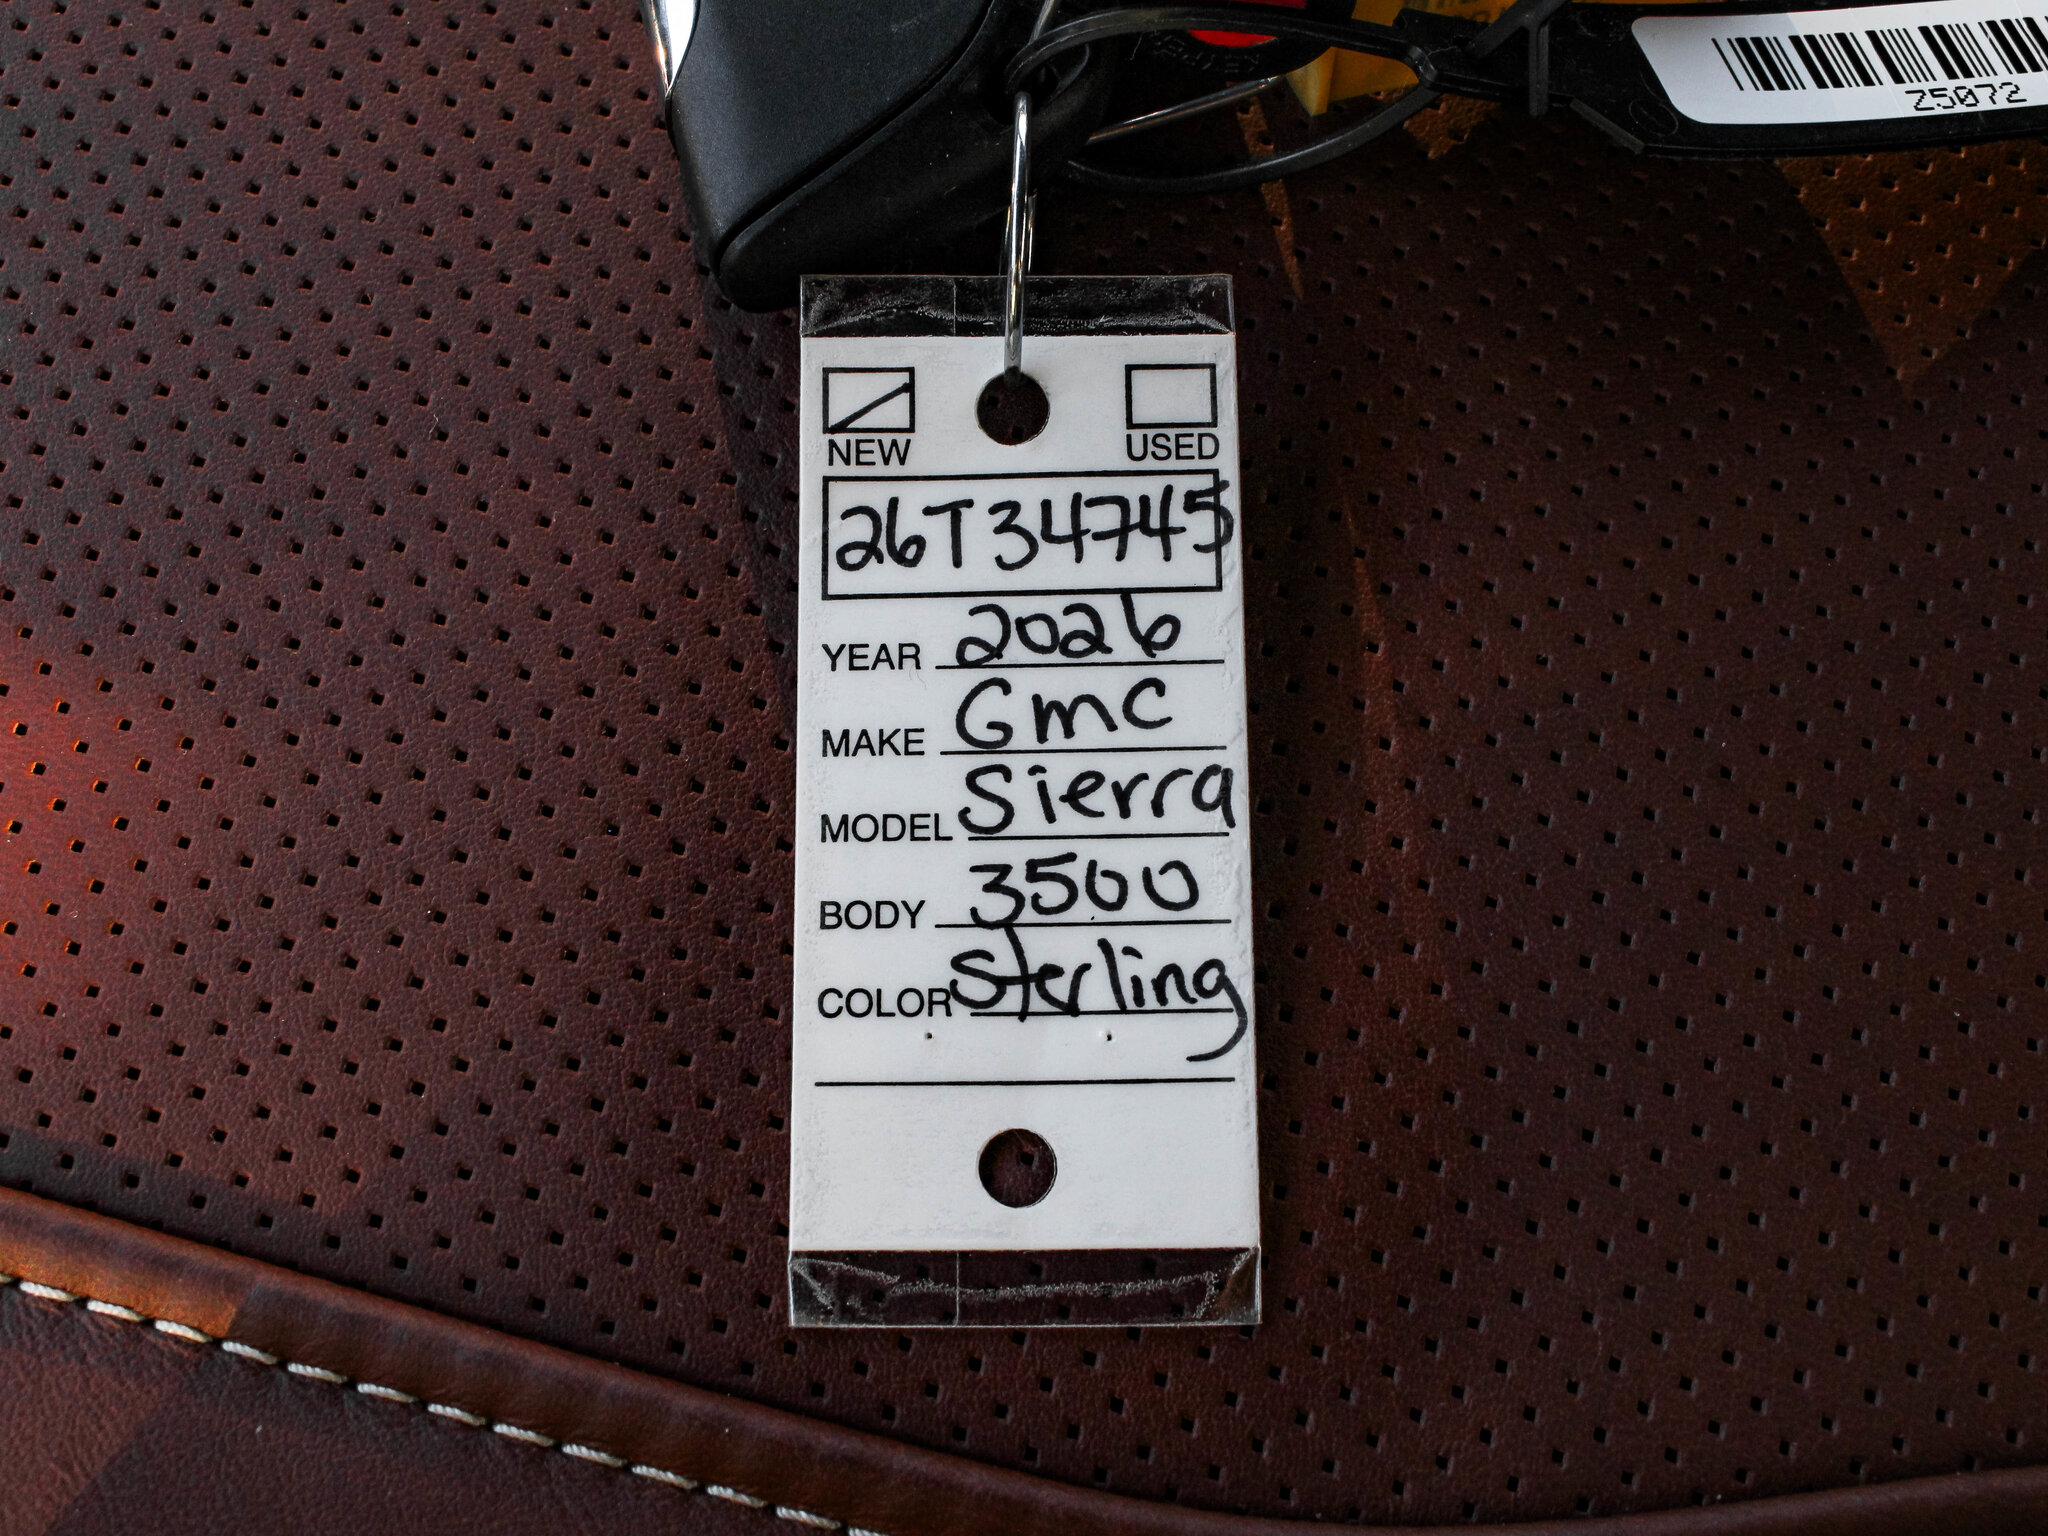 Z5072
NEW USED
26T34745
YEAR 2026
MAKE GMC
MODEL Sierra
BODY 3500
COLOR Sterling